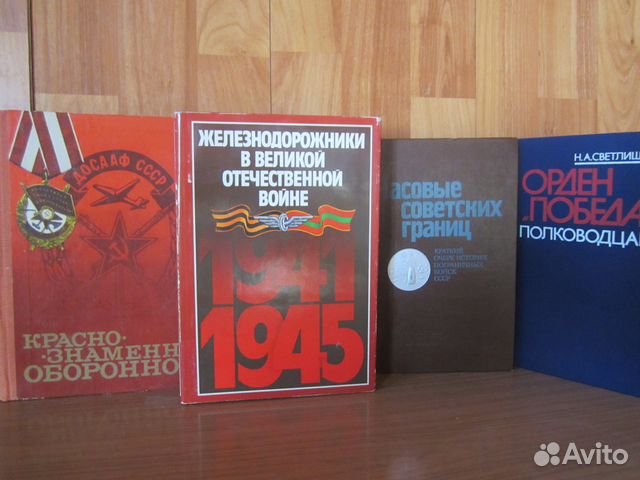 ДОСААФ СССР
КРАСНО-
-ЗНАМЕНН
ОБОРОННО
ЖЕЛЕЗНОДОРОЖНИКИ
В ВЕЛИКОЙ
ОТЕЧЕСТВЕННОЙ
ВОЙНЕ
1941
1945
асовые
советских
границ
КРАТКИЙ
ОЧЕРК ИСТОРИИ
ПОГРАНИЧНЫХ
ВОЙСК
СССР
Н.А.СВЕТЛИШ
ОРДЕН
„ПОБЕДА
ПОЛКОВОДЦА
Avito